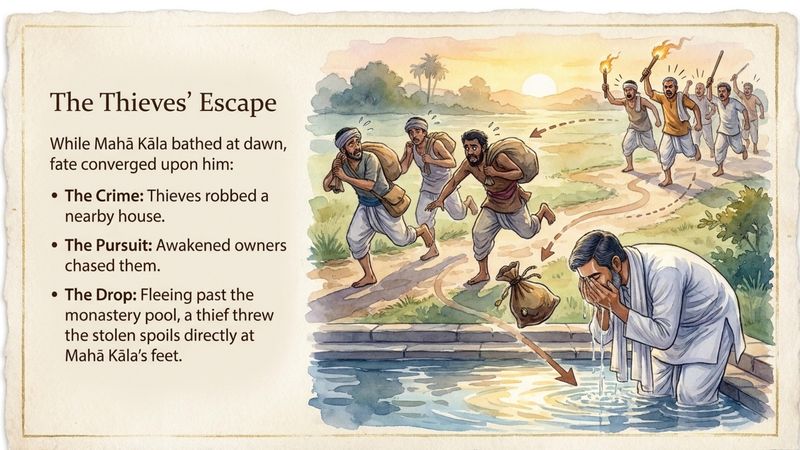 The Thieves’ Escape
While Mahā Kāla bathed at dawn,
fate converged upon him:
• The Crime: Thieves robbed a
nearby house.
• The Pursuit: Awakened owners
chased them.
• The Drop: Fleeing past the
monastery pool, a thief threw
the stolen spoils directly at
Mahā Kāla’s feet.